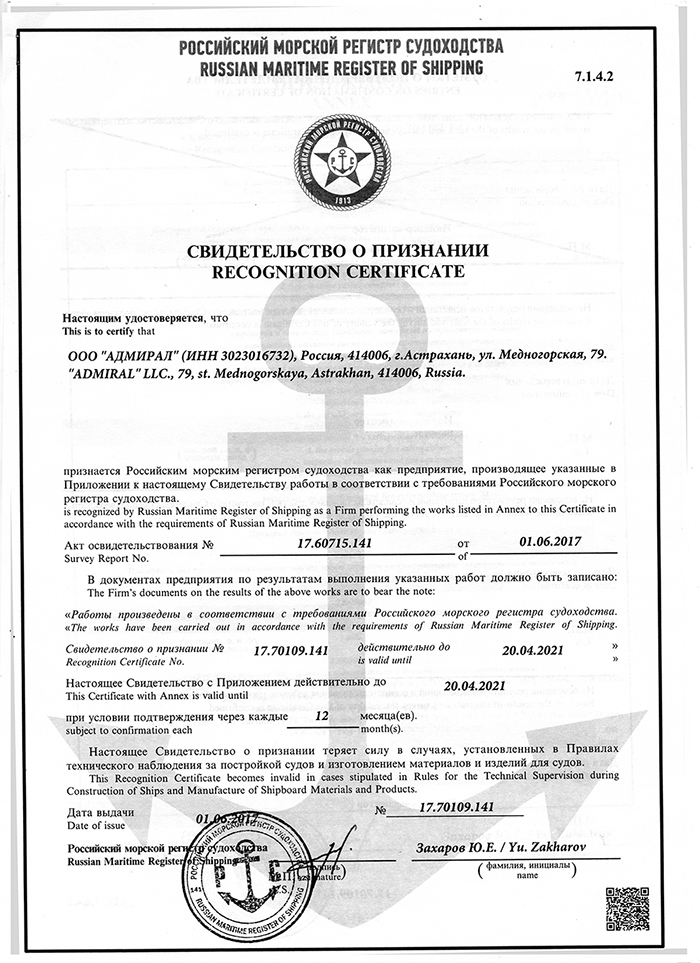 РОССИЙСКИЙ МОРСКОЙ РЕГИСТР СУДОХОДСТВА
RUSSIAN MARITIME REGISTER OF SHIPPING
7.1.4.2
РОССИЙСКИЙ МОРСКОЙ РЕГИСТР СУДОХОДСТВА
Р С
1913
СВИДЕТЕЛЬСТВО О ПРИЗНАНИИ
RECOGNITION CERTIFICATE
Настоящим удостоверяется, что
This is to certify that
ООО "АДМИРАЛ" (ИНН 3023016732), Россия, 414006, г.Астрахань, ул. Медногорская, 79.
"ADMIRAL" LLC., 79, st. Mednogorskaya, Astrakhan, 414006, Russia.
признается Российским морским регистром судоходства как предприятие, производящее указанные в
Приложении к настоящему Свидетельству работы в соответствии с требованиями Российского морского
регистра судоходства.
is recognized by Russian Maritime Register of Shipping as a Firm performing the works listed in Annex to this Certificate in
accordance with the requirements of Russian Maritime Register of Shipping.
Акт освидетельствования № 17.60715.141 от 01.06.2017
Survey Report No. of
В документах предприятия по результатам выполнения указанных работ должно быть записано:
The Firm's documents on the results of the above works are to bear the note:
«Работы произведены в соответствии с требованиями Российского морского регистра судоходства.
«The works have been carried out in accordance with the requirements of Russian Maritime Register of Shipping.
Свидетельство о признании № 17.70109.141 действительно до 20.04.2021 »
Recognition Certificate No. is valid until »
Настоящее Свидетельство с Приложением действительно до 20.04.2021
This Certificate with Annex is valid until
при условии подтверждения через каждые 12 месяца(ев).
subject to confirmation each month(s).
Настоящее Свидетельство о признании теряет силу в случаях, установленных в Правилах
технического наблюдения за постройкой судов и изготовлением материалов и изделий для судов.
This Recognition Certificate becomes invalid in cases stipulated in Rules for the Technical Supervision during
Construction of Ships and Manufacture of Shipboard Materials and Products.
Дата выдачи 01.06.2017 № 17.70109.141
Date of issue
Российский морской регистр судоходства Захаров Ю.Е. / Yu. Zakharov
Russian Maritime Register of Shipping (фамилия, инициалы)
name
РОССИЙСКИЙ МОРСКОЙ РЕГИСТР СУДОХОДСТВА
Р С
141
RUSSIAN MARITIME REGISTER OF SHIPPING